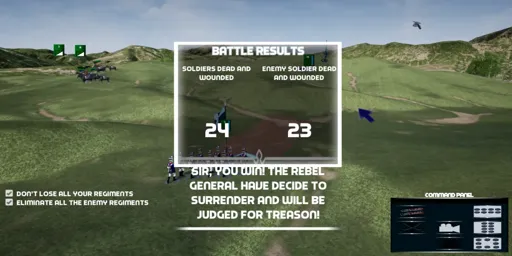 BATTLE RESULTS
SOLDIERS DEAD AND WOUNDED
ENEMY SOLDIER DEAD AND WOUNDED
24
23
SIR, YOU WIN! THE REBEL
GENERAL HAVE DECIDE TO
SURRENDER AND WILL BE
JUDGED FOR TREASON!
DON'T LOSE ALL YOUR REGIMENTS
ELIMINATE ALL THE ENEMY REGIMENTS
COMMAND PANEL